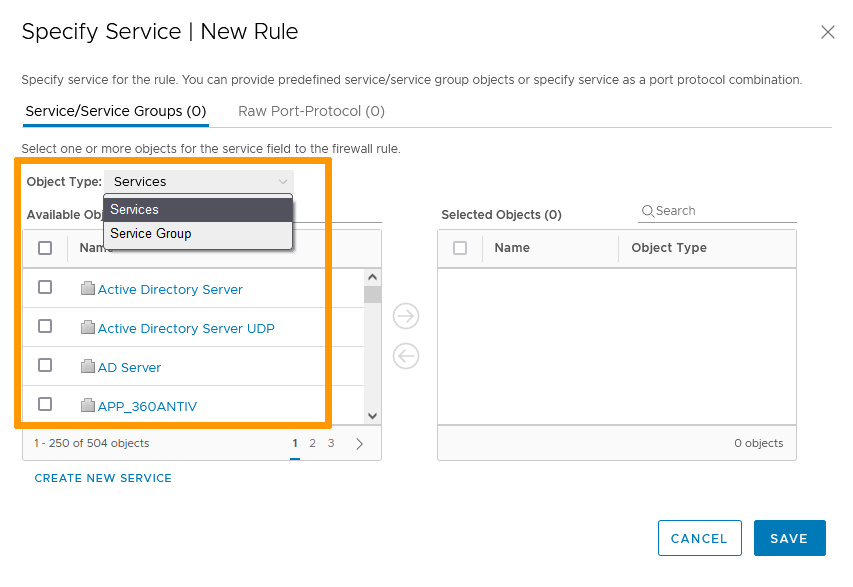 Specify Service | New Rule
Specify service for the rule. You can provide predefined service/service group objects or specify service as a port protocol combination.
Service/Service Groups (0)
Raw Port-Protocol (0)
Select one or more objects for the service field to the firewall rule.
Object Type:
Services
Services
Service Group
Available
Selected Objects (0)
Search
Name
Object Type
Active Directory Server
Active Directory Server UDP
AD Server
APP_360ANTIV
1 - 250 of 504 objects
1 2 3
0 objects
CREATE NEW SERVICE
CANCEL
SAVE